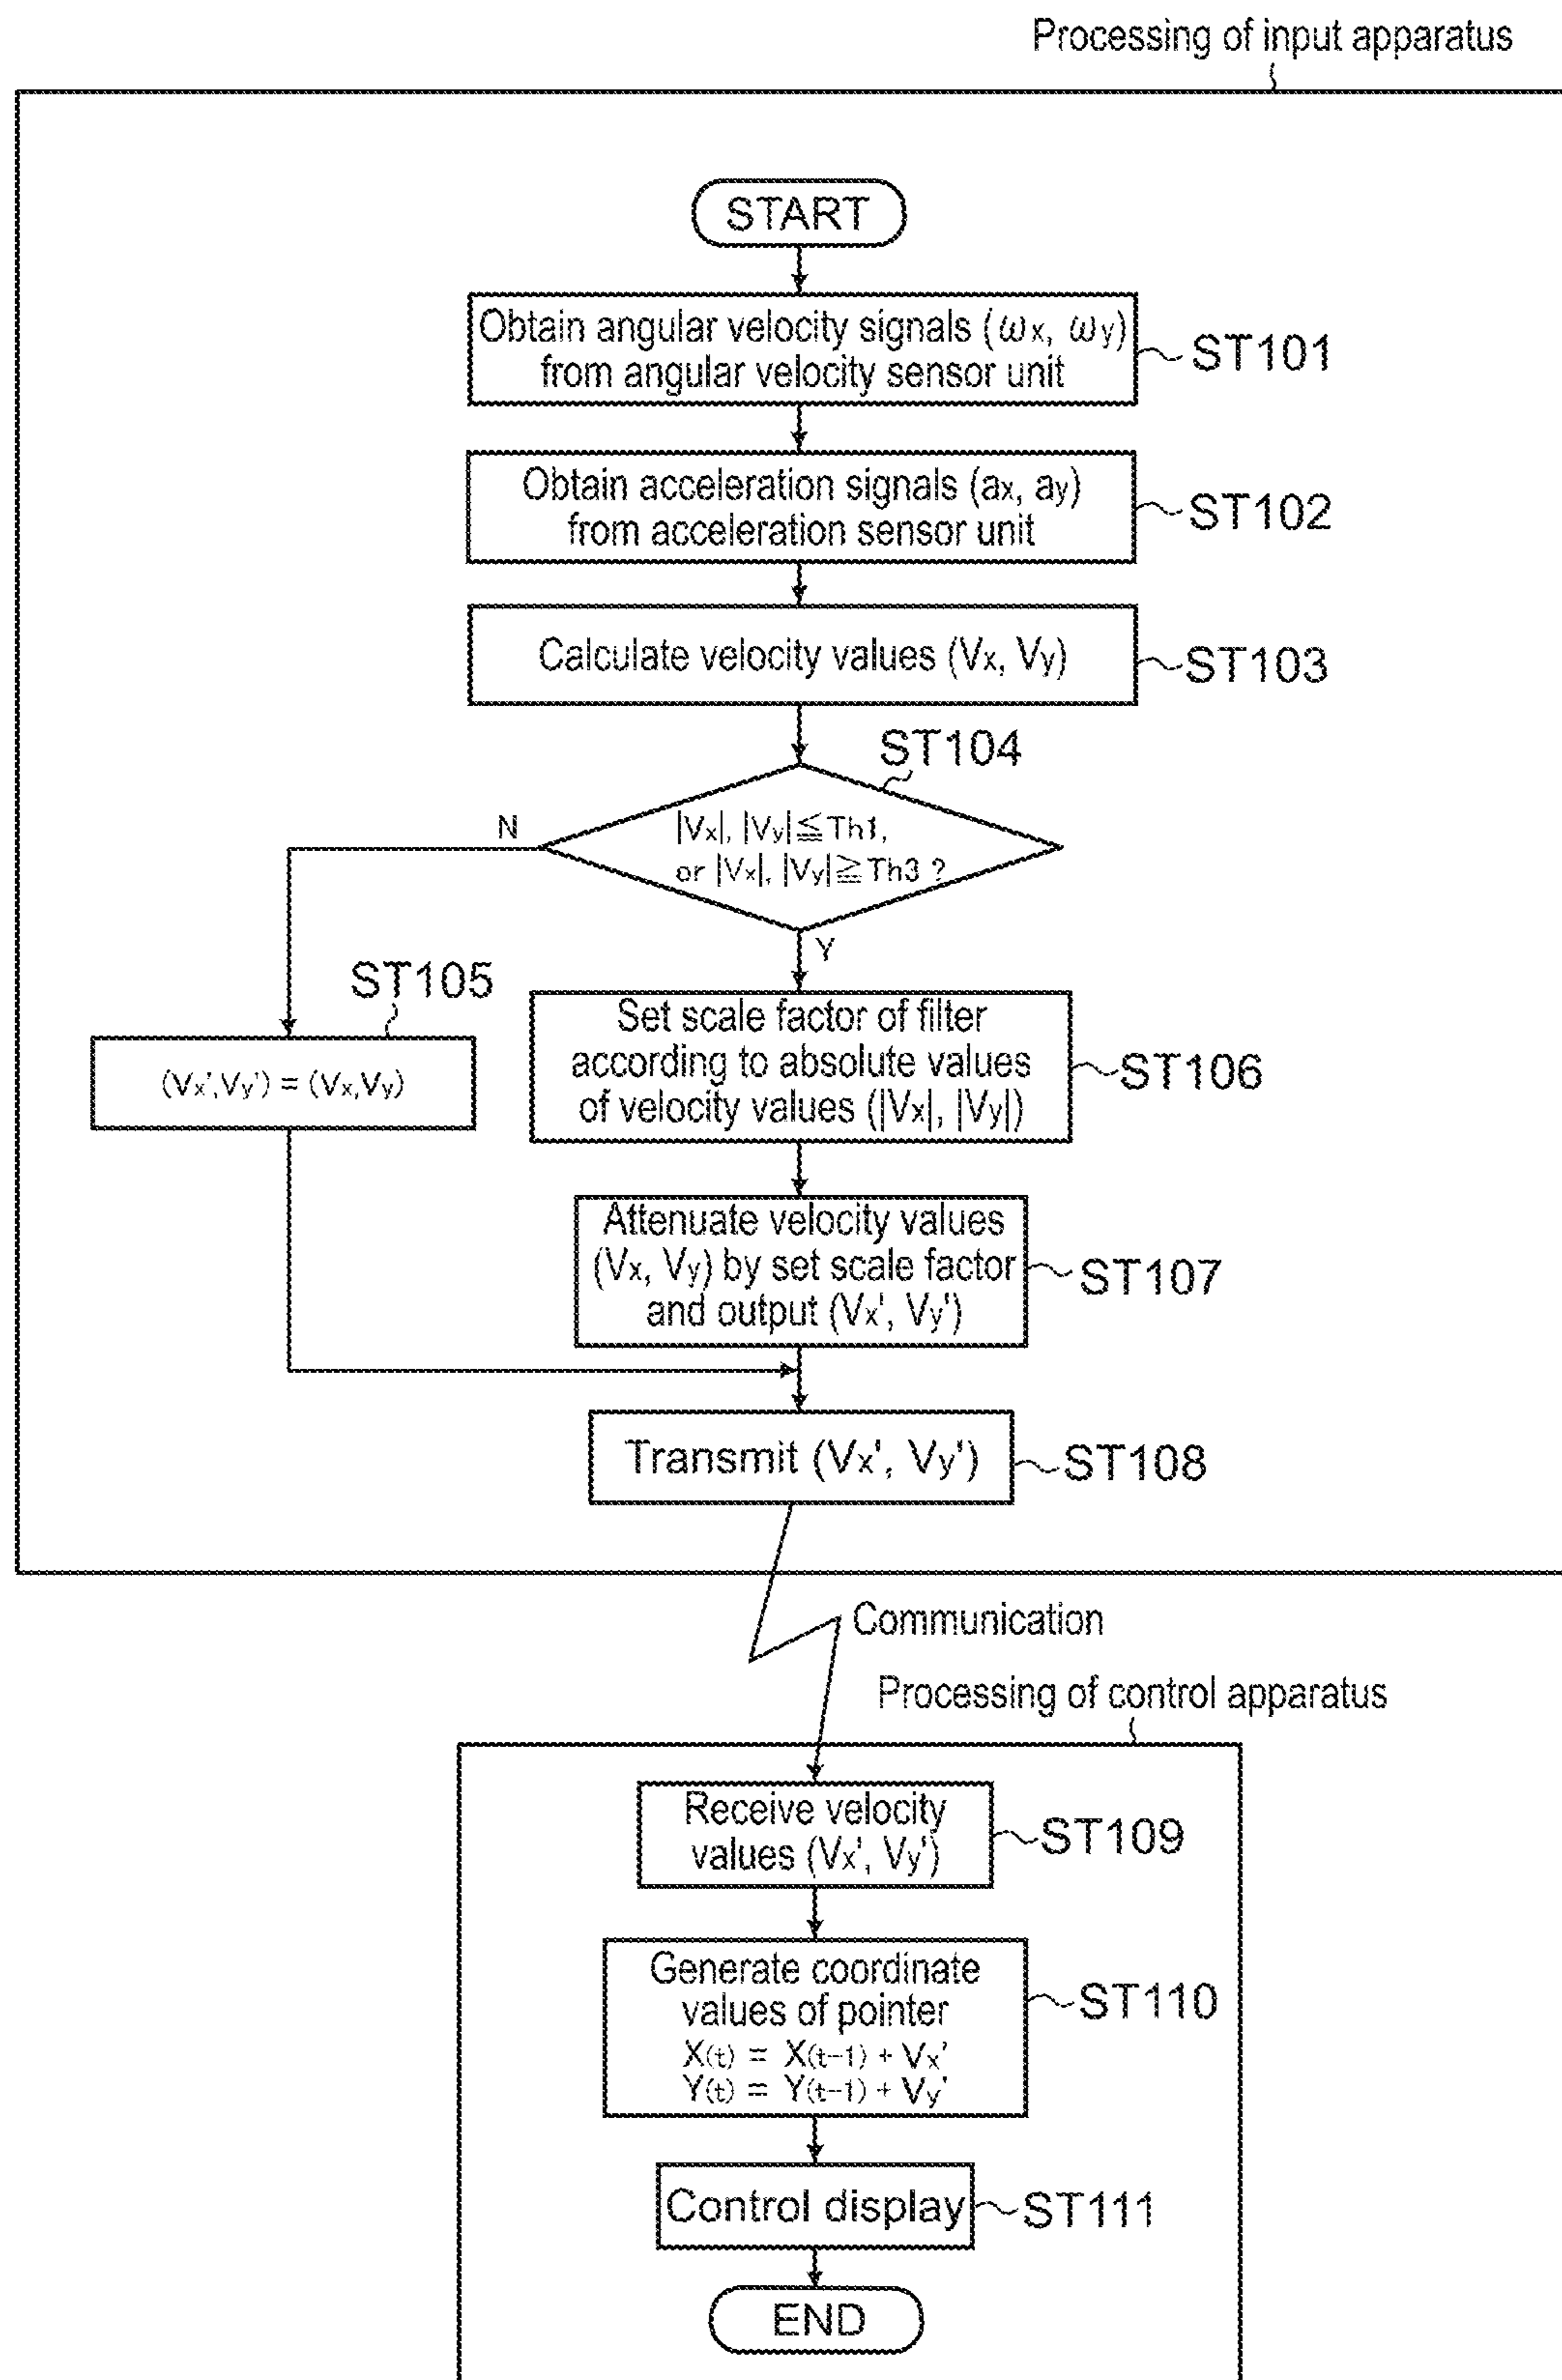 Processing of input apparatus
START
Obtain angular velocity signals (ωx, ωy)
from angular velocity sensor unit
ST101
Obtain acceleration signals (ax, ay)
from acceleration sensor unit
ST102
Calculate velocity values (Vx, Vy)
ST103
ST104
|Vx|, |Vy|≦Th1,
or |Vx|, |Vy|≧Th3 ?
N
Y
ST105
(Vx',Vy') = (Vx,Vy)
Set scale factor of filter
according to absolute values
of velocity values (|Vx|, |Vy|)
ST106
Attenuate velocity values
(Vx, Vy) by set scale factor
and output (Vx', Vy')
ST107
Transmit (Vx', Vy')
ST108
Communication
Processing of control apparatus
Receive velocity
values (Vx', Vy')
ST109
Generate coordinate
values of pointer
X(t) = X(t-1) + Vx'
Y(t) = Y(t-1) + Vy'
ST110
Control display
ST111
END